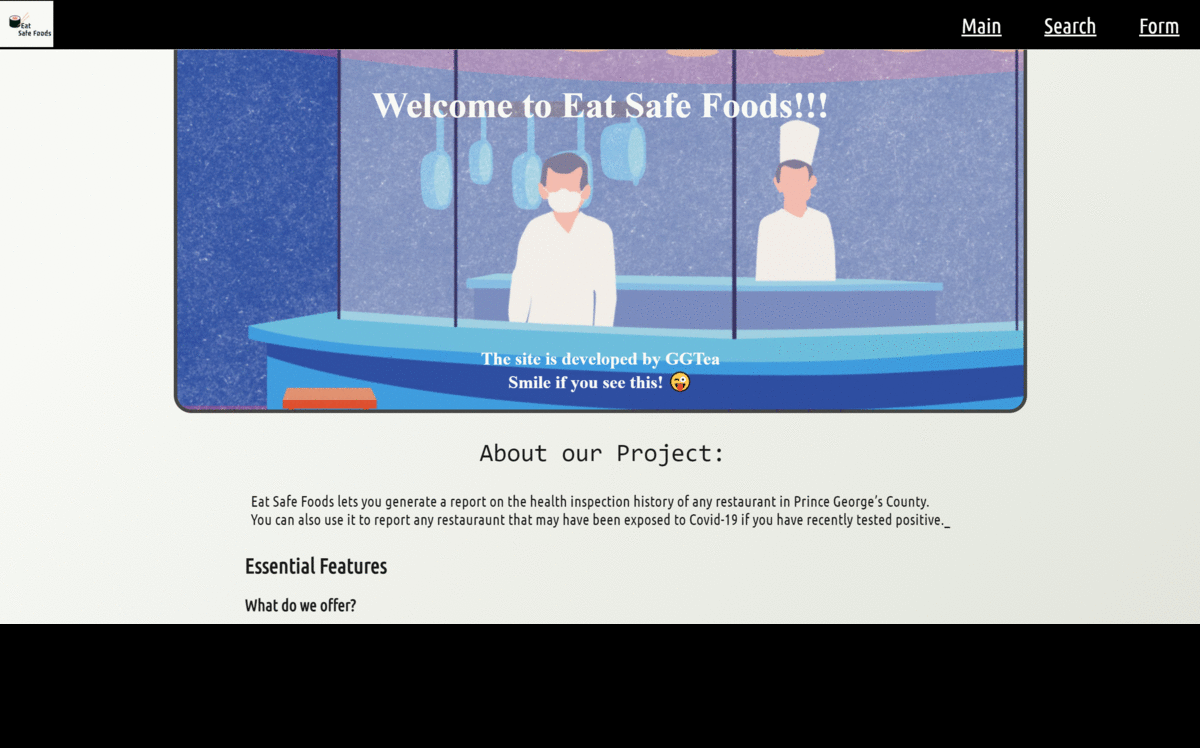 Eat
Safe Foods
Main
Search
Form
Welcome to Eat Safe Foods!!!
The site is developed by GGTea
Smile if you see this! 😜
About our Project:
Eat Safe Foods lets you generate a report on the health inspection history of any restaurant in Prince George’s County.
You can also use it to report any restauraunt that may have been exposed to Covid-19 if you have recently tested positive._
Essential Features
What do we offer?